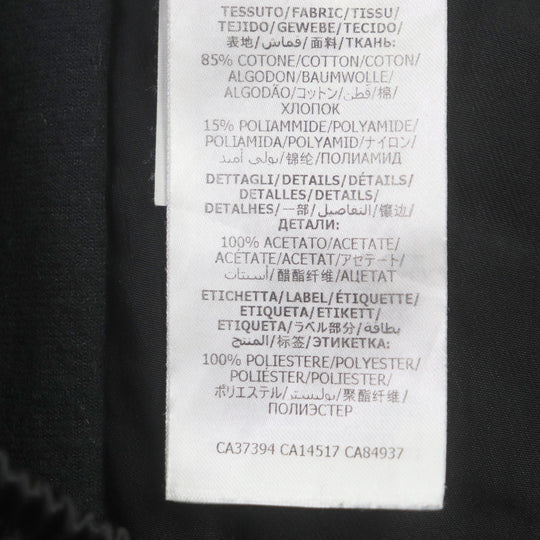 TESSUTO/FABRIC/TISSU/
TEJIDO/GEWEBE/TECIDO/
表地/قماش/面料/ТКАНЬ:
85% COTONE/COTTON/COTON/
ALGODON/BAUMWOLLE/
ALGODÃO/コットン/قطن/棉/
ХЛОПОК
15% POLIAMMIDE/POLYAMIDE/
POLIAMIDA/POLYAMID/ナイロン/
بولي أميد/锦纶/ПОЛИАМИД
DETTAGLI/DETAILS/DÉTAILS/
DETALLES/DETAILS/
DETALHES/一部/التفاصيل/镶边/
ДЕТАЛИ:
100% ACETATO/ACETATE/
ACÉTATE/ACETAT/アセテート/
أسيتات/醋酯纤维/АЦЕТАТ
ETICHETTA/LABEL/ÉTIQUETTE/
ETIQUETA/ETIKETT/
ETIQUETA/ラベル部分/بطاقة/
المنتج/标签/ЭТИКЕТКА:
100% POLIESTERE/POLYESTER/
POLIÉSTER/POLIESTER/
ポリエステル/بوليستر/聚酯纤维/
ПОЛИЭСТЕР
CA37394 CA14517 CA84937